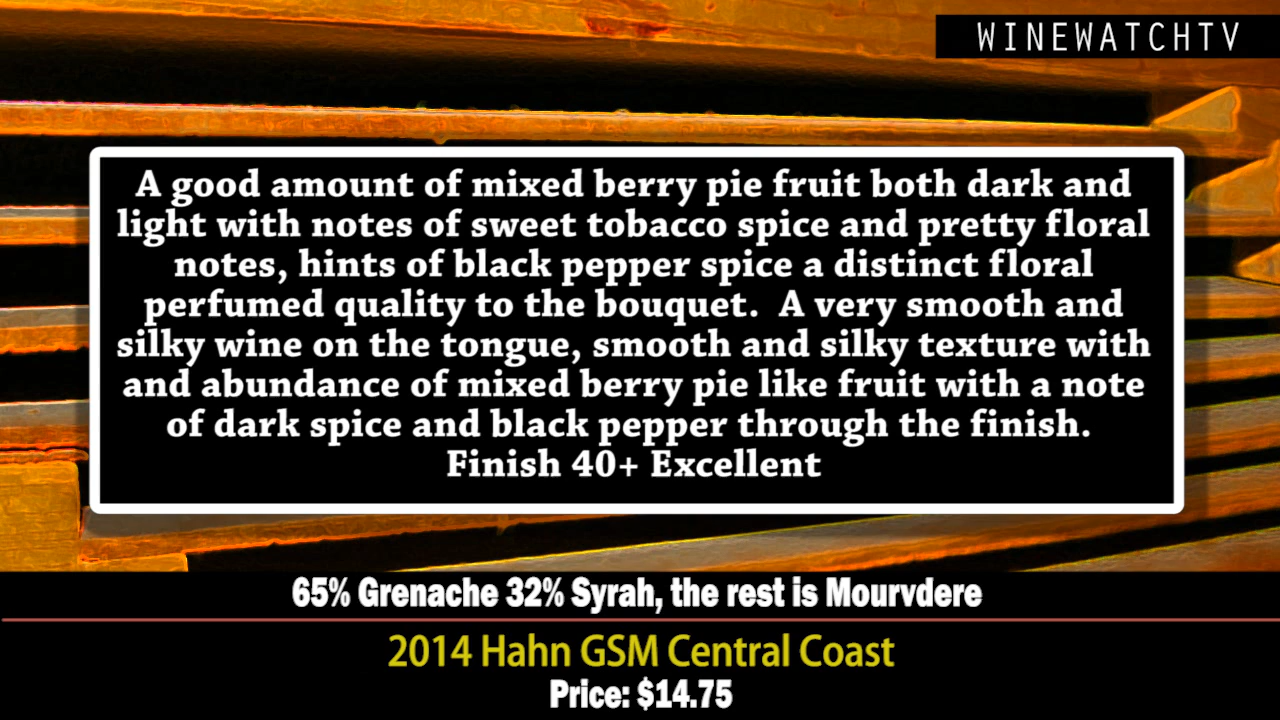 WINEWATCHTV
A good amount of mixed berry pie fruit both dark and
light with notes of sweet tobacco spice and pretty floral
notes, hints of black pepper spice a distinct floral
perfumed quality to the bouquet.  A very smooth and
silky wine on the tongue, smooth and silky texture with
and abundance of mixed berry pie like fruit with a note
of dark spice and black pepper through the finish.
Finish 40+ Excellent
65% Grenache 32% Syrah, the rest is Mourvdere
2014 Hahn GSM Central Coast
Price: $14.75